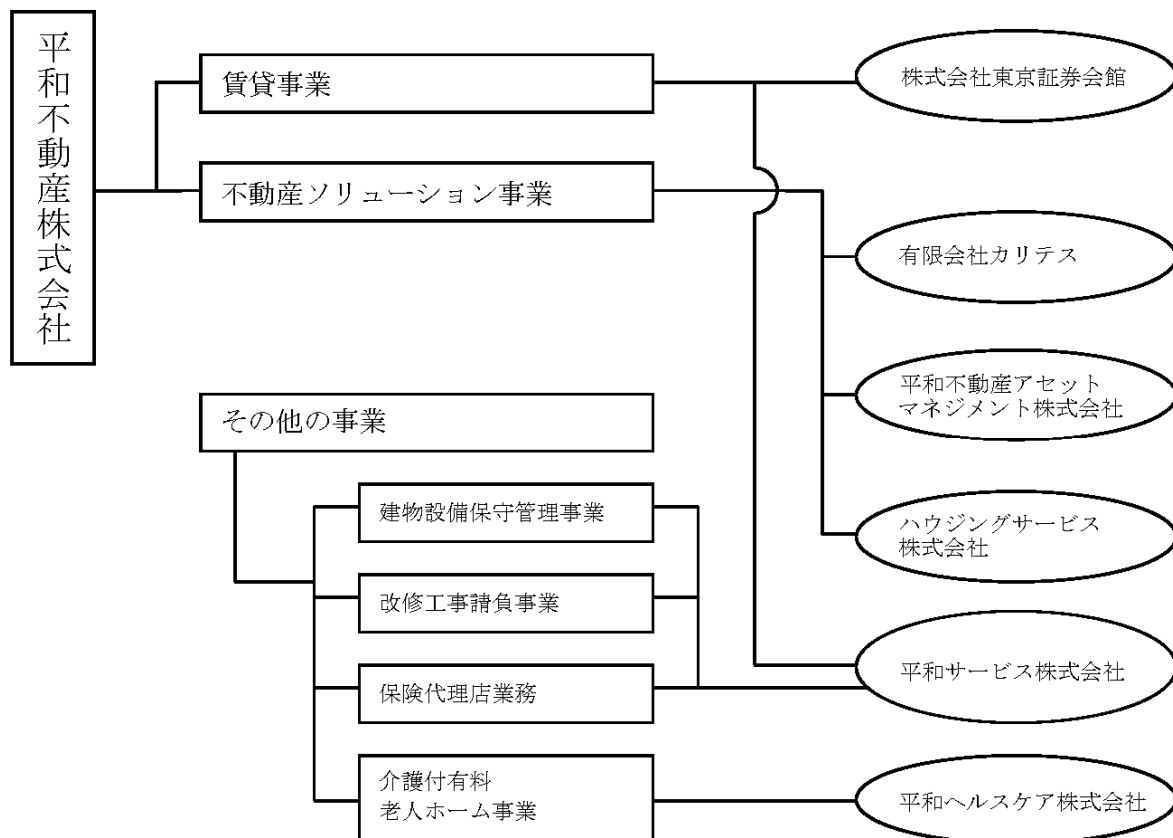 平和不動産株式会社
賃貸事業
株式会社東京証券会館
不動産ソリューション事業
有限会社カリテス
平和不動産アセット
マネジメント株式会社
その他の事業
建物設備保守管理事業
ハウジングサービス
株式会社
改修工事請負事業
平和サービス株式会社
保険代理店業務
介護付有料
老人ホーム事業
平和ヘルスケア株式会社